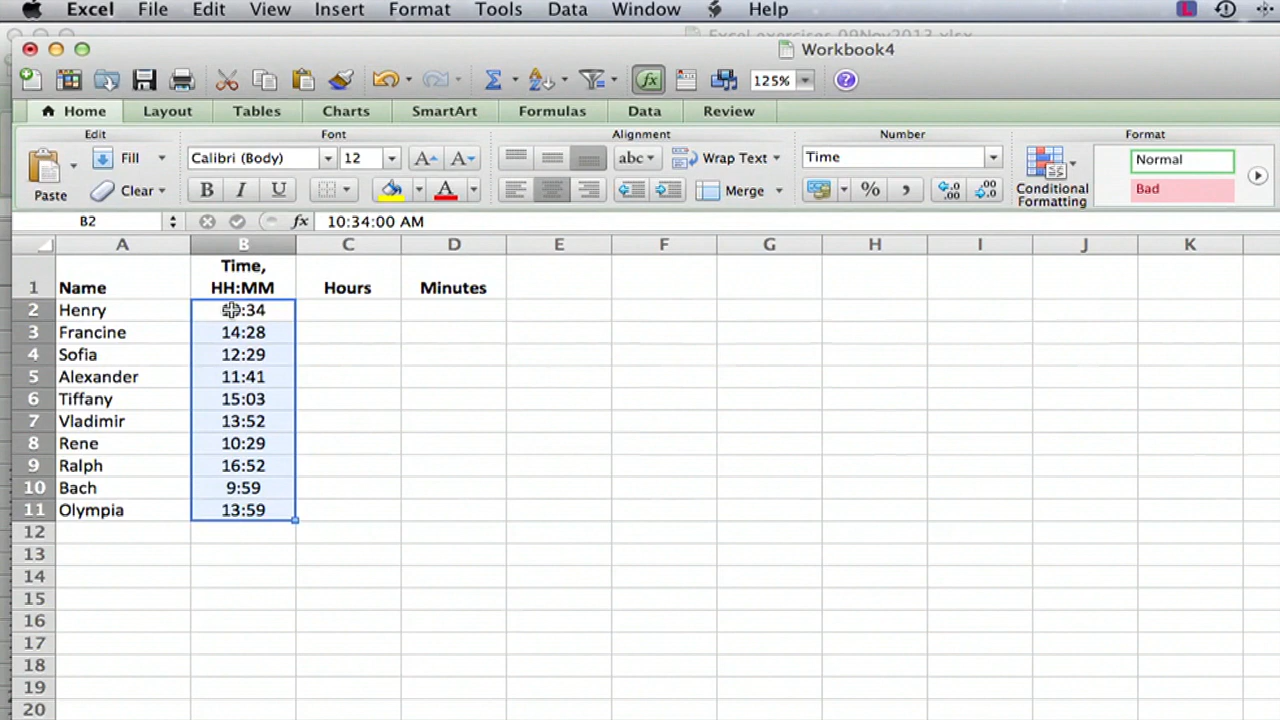 Excel File Edit View Insert Format Tools Data Window Help
Excel exercises 09Nov2013.xlsx
Workbook4
125%
Home Layout Tables Charts SmartArt Formulas Data Review
Edit Font Alignment Number Format
Fill Calibri (Body) 12 abc Wrap Text Time Normal
Paste Clear B I U A Merge % Conditional Formatting Bad
B2 fx 10:34:00 AM
A B C D E F G H I J K
1 Name Time, HH:MM Hours Minutes
2 Henry :34
3 Francine 14:28
4 Sofia 12:29
5 Alexander 11:41
6 Tiffany 15:03
7 Vladimir 13:52
8 Rene 10:29
9 Ralph 16:52
10 Bach 9:59
11 Olympia 13:59
12
13
14
15
16
17
18
19
20